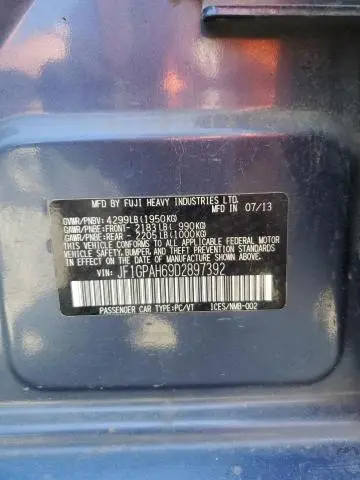 MFD BY FUJI HEAVY INDUSTRIES LTD.
MFD IN 07/13
GVWR/PNBV: 4299LB(1950KG)
GAWR/PNBE:FRONT - 2183LB( 990KG)
GAWR/PNBE:REAR - 2205LB(1000KG)
THIS VEHICLE CONFORMS TO ALL APPLICABLE FEDERAL MOTOR
VEHICLE SAFETY, BUMPER, AND THEFT PREVENTION STANDARDS
IN EFFECT ON THE DATE OF MANUFACTURE SHOWN ABOVE.
VIN: JF1GPAH69D2897392
PASSENGER CAR TYPE:PC/VT ICES/NMB-002